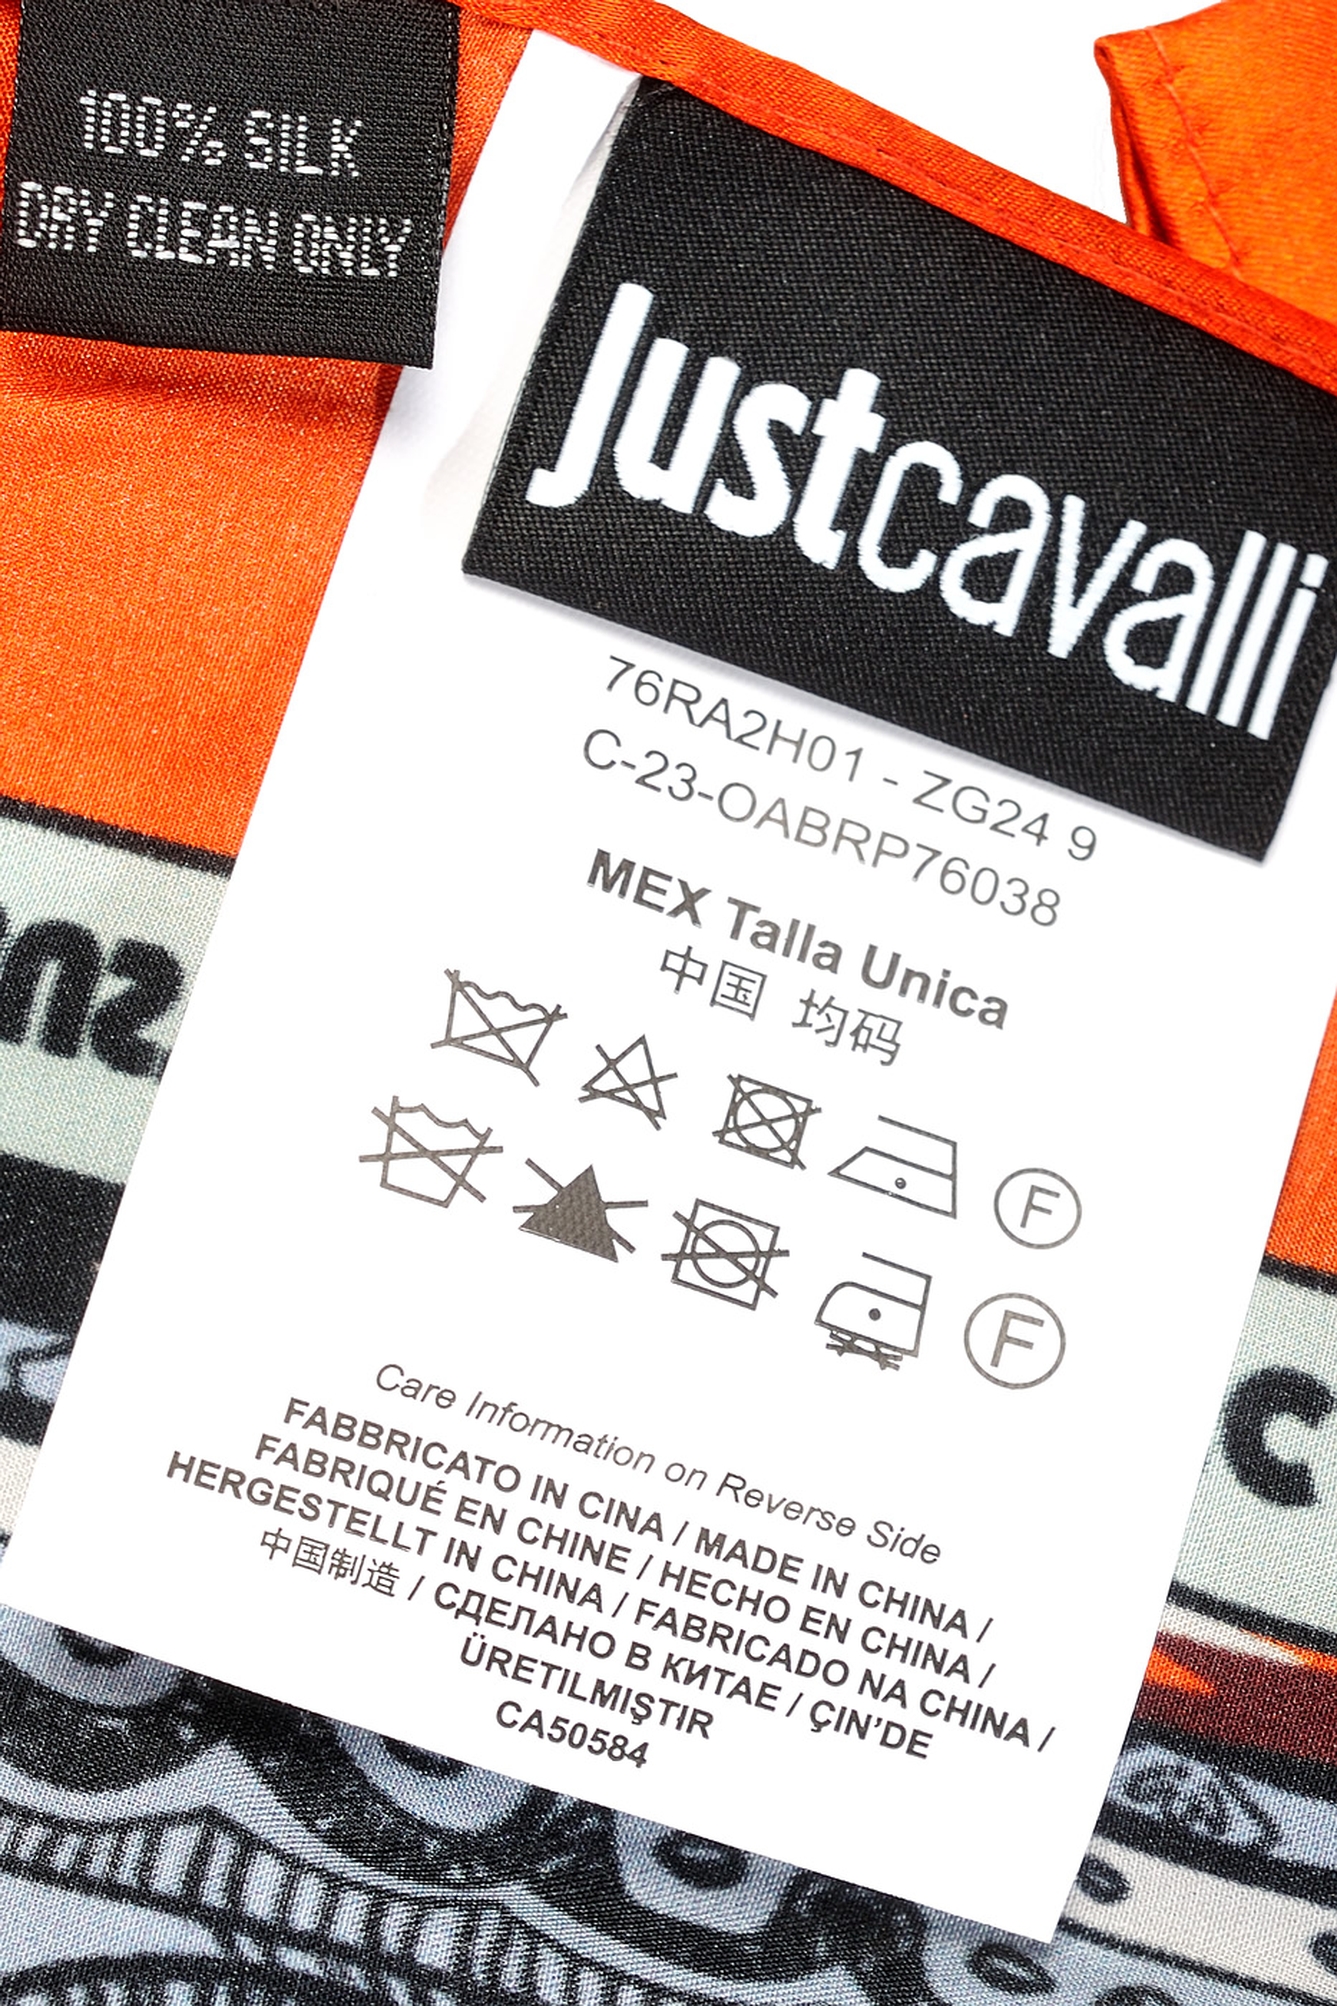 100% SILK
DRY CLEAN ONLY
justcavalli
76RA2H01 - ZG24 9
C-23-OABRP76038
MEX Talla Unica
中国 均码
F
F
Care Information on Reverse Side
FABBRICATO IN CINA / MADE IN CHINA /
FABRIQUÉ EN CHINE / HECHO EN CHINA /
HERGESTELLT IN CHINA / FABRICADO NA CHINA /
中国制造 / СДЕЛАНО В КИТАЕ / ÇIN'DE
ÜRETILMIŞTIR
CA50584